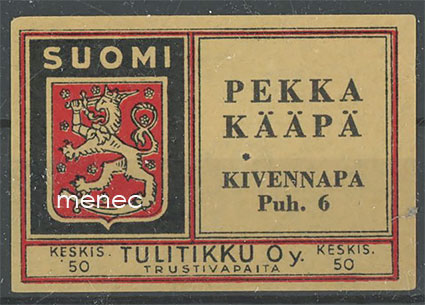 SUOMI
menec
PEKKA
KÄÄPÄ
KIVENNAPA
Puh. 6
KESKIS. 50
TULITIKKU Oy.
TRUSTIVAPAITA
KESKIS. 50